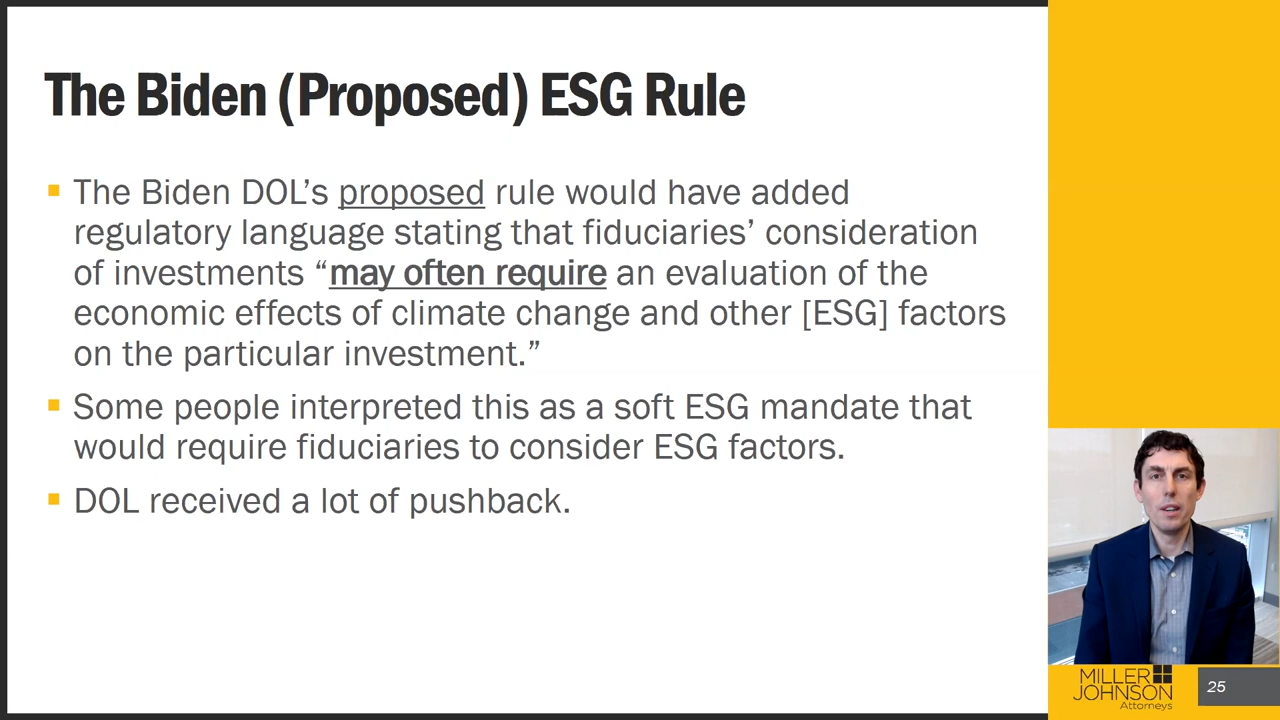 The Biden (Proposed) ESG Rule
The Biden DOL’s proposed rule would have added
regulatory language stating that fiduciaries’ consideration
of investments “may often require an evaluation of the
economic effects of climate change and other [ESG] factors
on the particular investment.”
Some people interpreted this as a soft ESG mandate that
would require fiduciaries to consider ESG factors.
DOL received a lot of pushback.
MILLER
JOHNSON
Attorneys
25